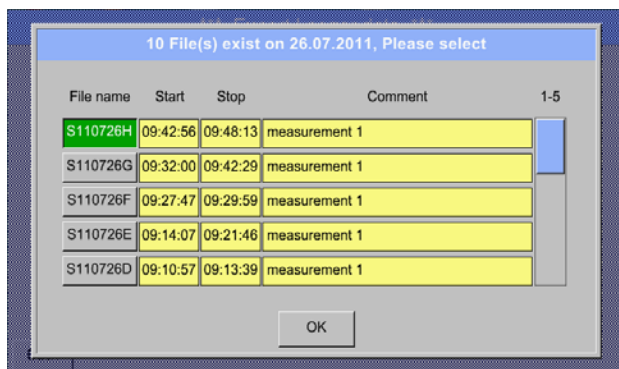 10 File(s) exist on 26.07.2011, Please select
File name Start Stop Comment 1-5
S110726H 09:42:56 09:48:13 measurement 1
S110726G 09:32:00 09:42:29 measurement 1
S110726F 09:27:47 09:29:59 measurement 1
S110726E 09:14:07 09:21:46 measurement 1
S110726D 09:10:57 09:13:39 measurement 1
OK